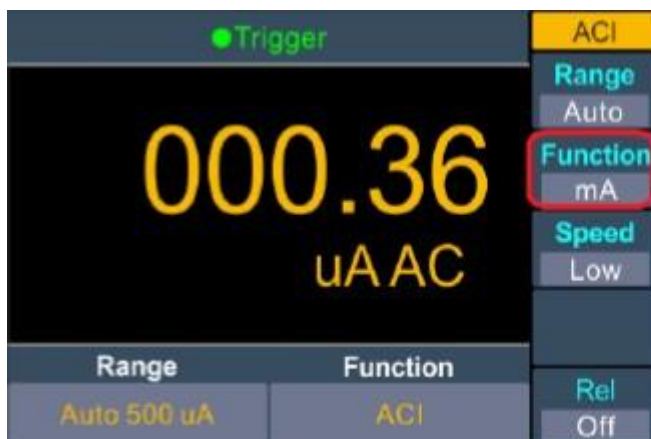 Trigger
000.36
uA AC
Range
Function
Auto 500 uA
ACI
ACI
Range
Auto
Function
mA
Speed
Low
Rel
Off